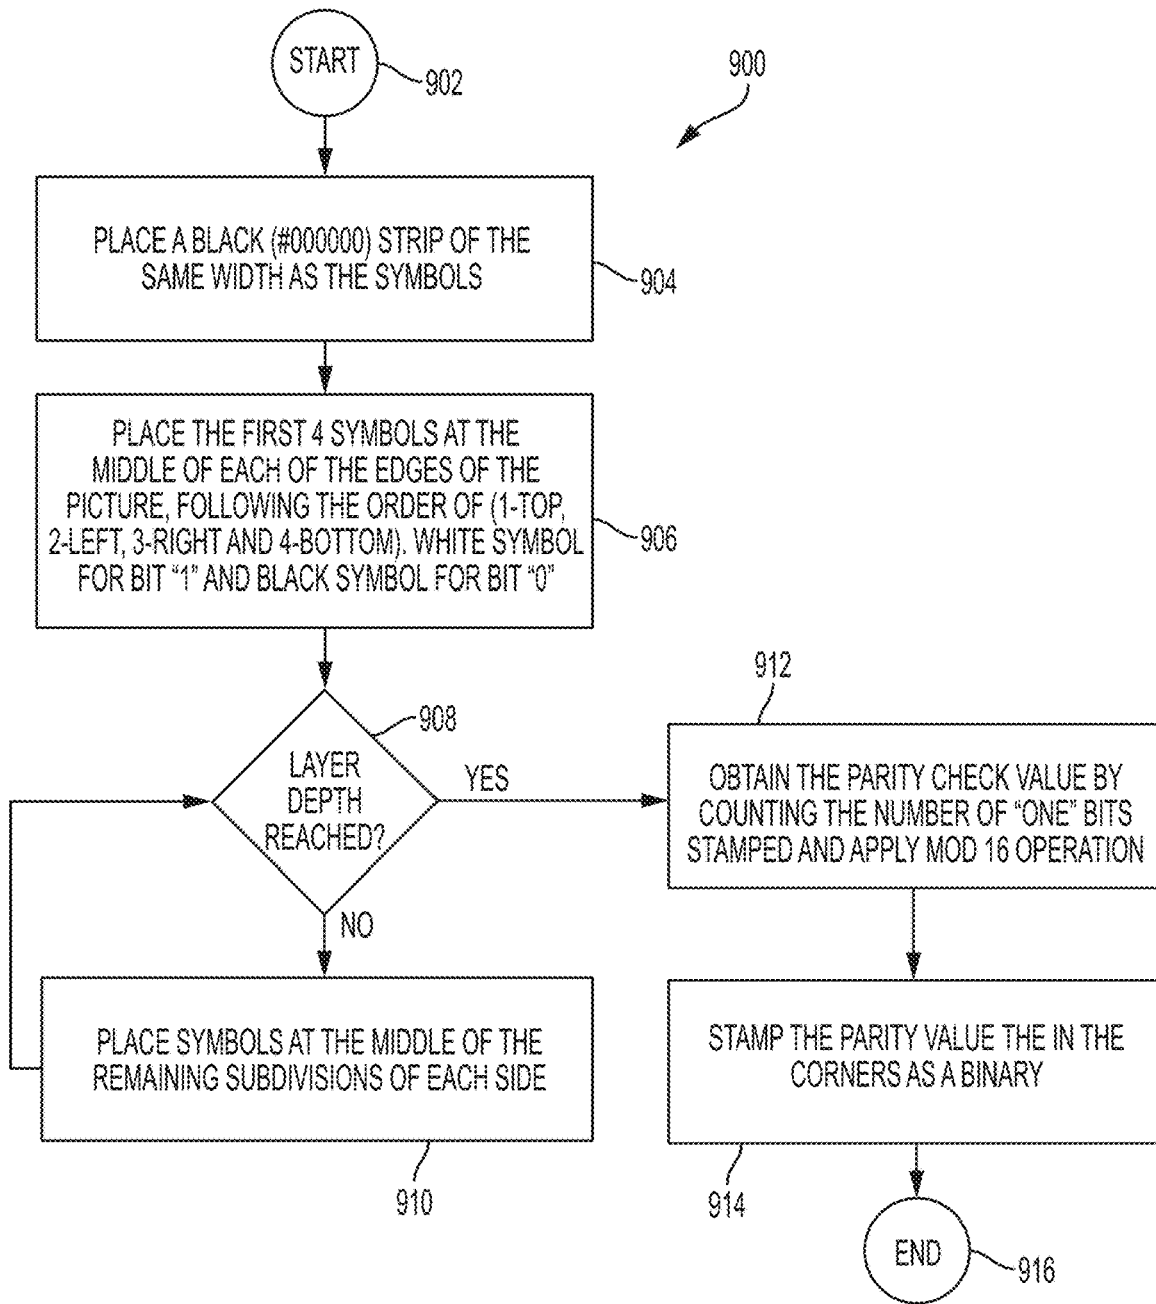 START
902
900
PLACE A BLACK (#000000) STRIP OF THE
SAME WIDTH AS THE SYMBOLS
904
PLACE THE FIRST 4 SYMBOLS AT THE
MIDDLE OF EACH OF THE EDGES OF THE
PICTURE, FOLLOWING THE ORDER OF (1-TOP,
2-LEFT, 3-RIGHT AND 4-BOTTOM). WHITE SYMBOL
FOR BIT "1" AND BLACK SYMBOL FOR BIT "0"
906
908
LAYER
DEPTH
REACHED?
YES
NO
PLACE SYMBOLS AT THE MIDDLE OF THE
REMAINING SUBDIVISIONS OF EACH SIDE
910
912
OBTAIN THE PARITY CHECK VALUE BY
COUNTING THE NUMBER OF "ONE" BITS
STAMPED AND APPLY MOD 16 OPERATION
STAMP THE PARITY VALUE THE IN THE
CORNERS AS A BINARY
914
END
916